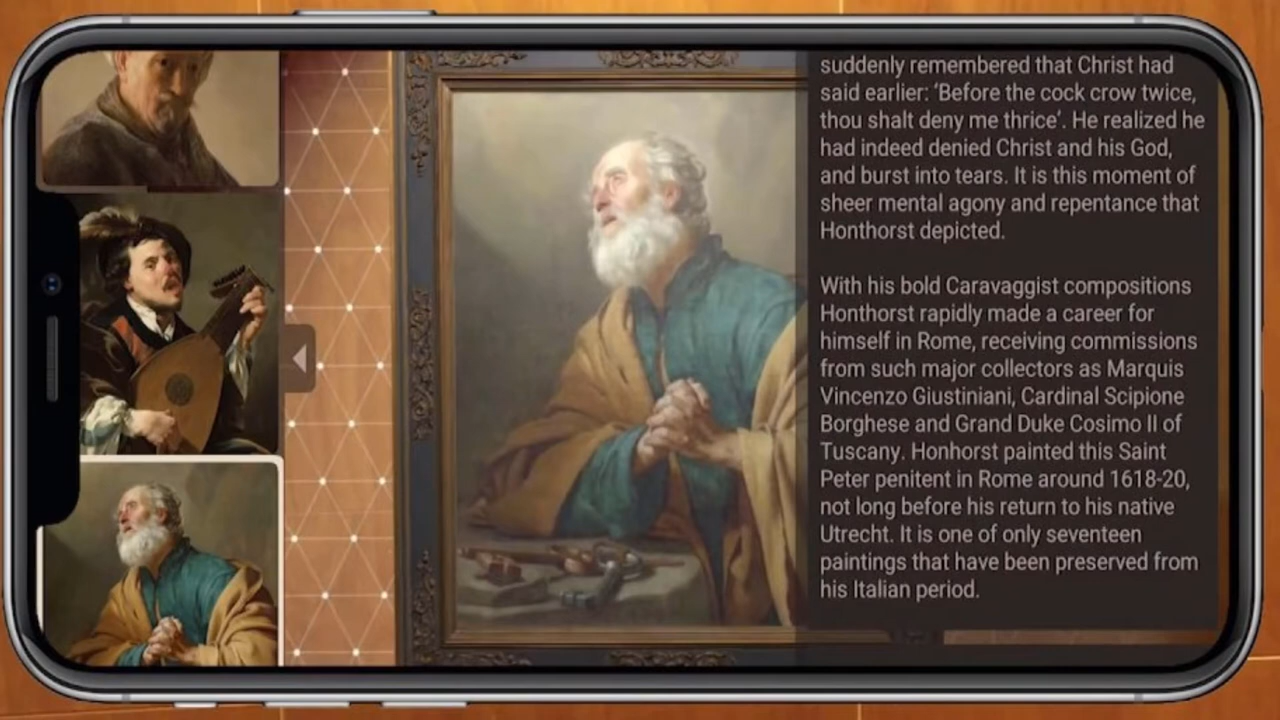 suddenly remembered that Christ had
said earlier: ‘Before the cock crow twice,
thou shalt deny me thrice’. He realized he
had indeed denied Christ and his God,
and burst into tears. It is this moment of
sheer mental agony and repentance that
Honthorst depicted.
With his bold Caravaggist compositions
Honthorst rapidly made a career for
himself in Rome, receiving commissions
from such major collectors as Marquis
Vincenzo Giustiniani, Cardinal Scipione
Borghese and Grand Duke Cosimo II of
Tuscany. Honhorst painted this Saint
Peter penitent in Rome around 1618-20,
not long before his return to his native
Utrecht. It is one of only seventeen
paintings that have been preserved from
his Italian period.